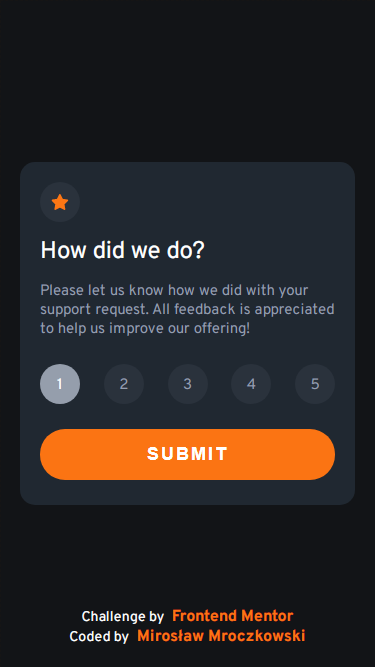 How did we do?
Please let us know how we did with your
support request. All feedback is appreciated
to help us improve our offering!
1 2 3 4 5
SUBMIT
Challenge by Frontend Mentor
Coded by Mirosław Mroczkowski